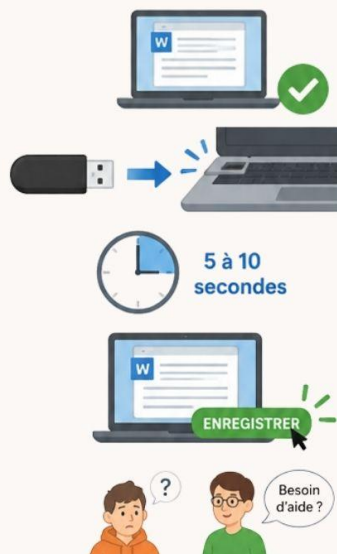 W
5 à 10
secondes
W
ENREGISTRER
?
Besoin
d'aide ?